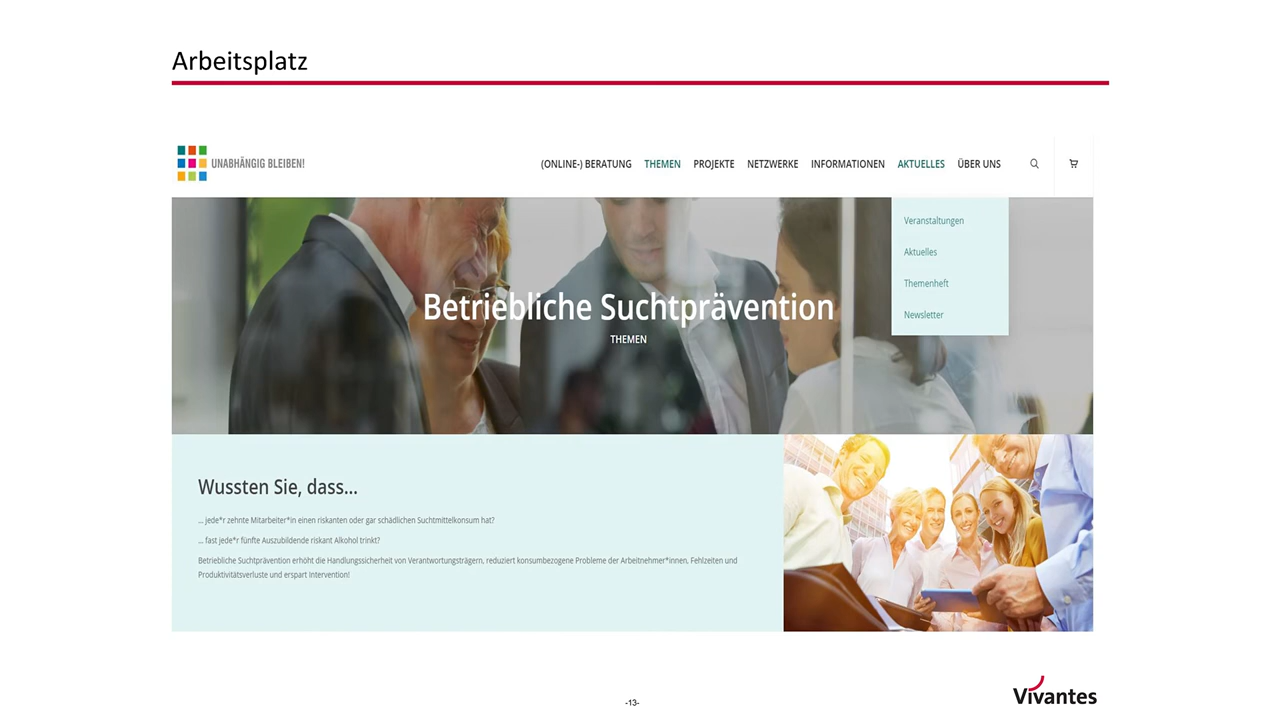 Arbeitsplatz
UNABHÄNGIG BLEIBEN!
(ONLINE-) BERATUNG THEMEN PROJEKTE NETZWERKE INFORMATIONEN AKTUELLES ÜBER UNS
Veranstaltungen
Aktuelles
Themenheft
Newsletter
Betriebliche Suchtprävention
THEMEN
Wussten Sie, dass...
... jede*r zehnte Mitarbeiter*in einen riskanten oder gar schädlichen Suchtmittelkonsum hat?
... fast jede*r fünfte Auszubildende riskant Alkohol trinkt?
Betriebliche Suchtprävention erhöht die Handlungssicherheit von Verantwortungsträgern, reduziert konsumbezogene Probleme der Arbeitnehmer*innen, Fehlzeiten und
Produktivitätsverluste und erspart Intervention!
-13-
Vivantes